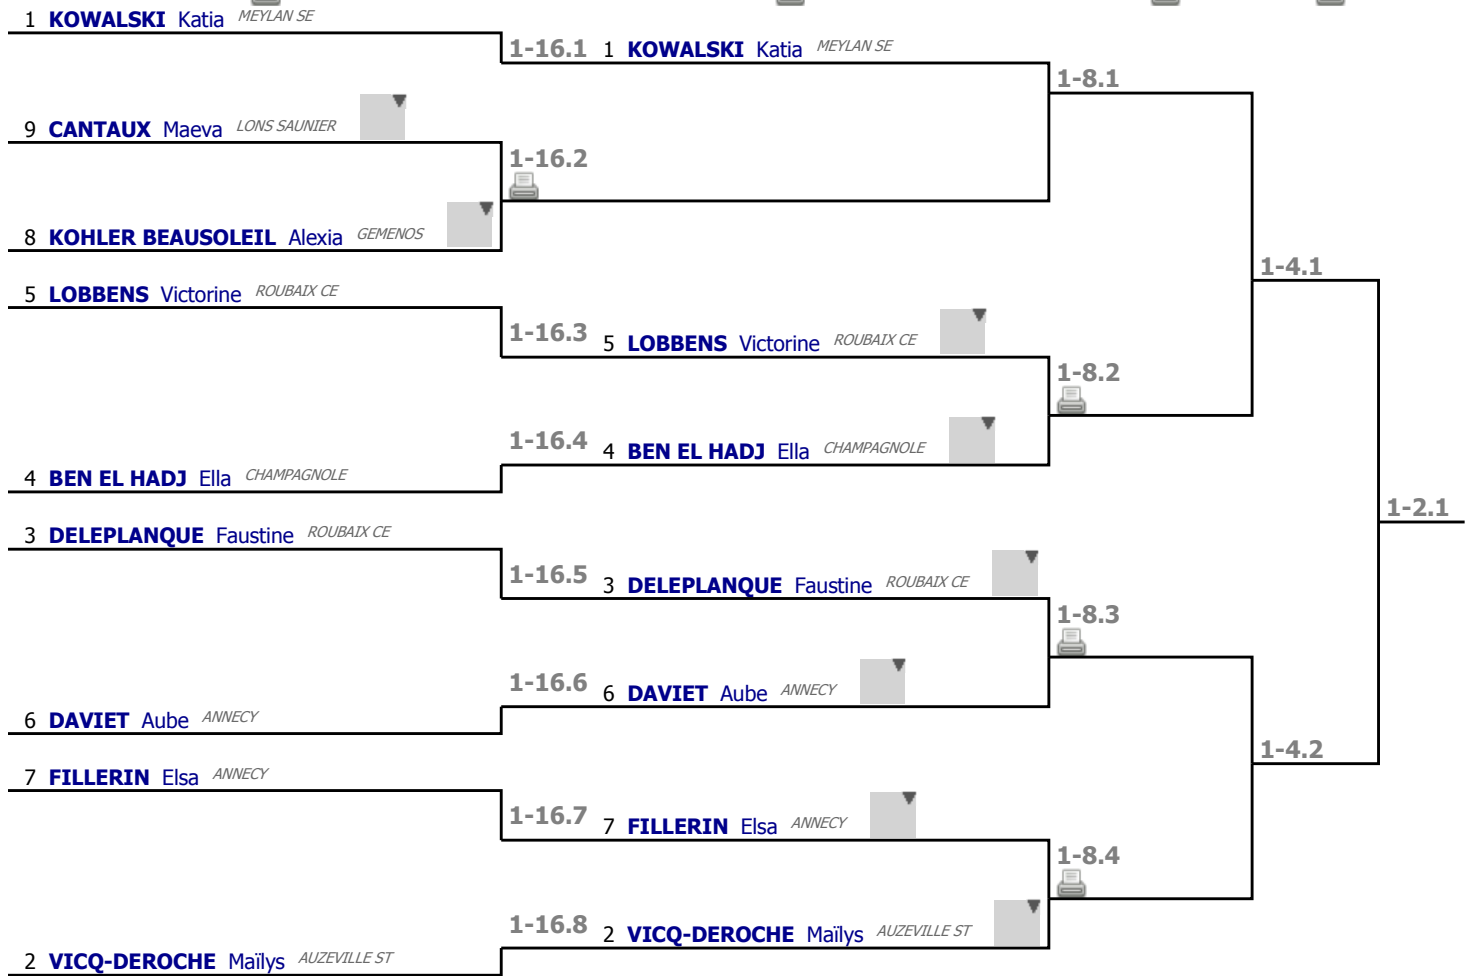 1 KOWALSKI Katia MEYLAN SE
1-16.1 1 KOWALSKI Katia MEYLAN SE
1-8.1
9 CANTAUX Maeva LONS SAUNIER
1-16.2
8 KOHLER BEAUSOLEIL Alexia GEMENOS
1-4.1
5 LOBBENS Victorine ROUBAIX CE
1-16.3 5 LOBBENS Victorine ROUBAIX CE
1-8.2
1-16.4 4 BEN EL HADJ Ella CHAMPAGNOLE
4 BEN EL HADJ Ella CHAMPAGNOLE
1-2.1
3 DELEPLANQUE Faustine ROUBAIX CE
1-16.5 3 DELEPLANQUE Faustine ROUBAIX CE
1-8.3
1-16.6 6 DAVIET Aube ANNECY
6 DAVIET Aube ANNECY
1-4.2
7 FILLERIN Elsa ANNECY
1-16.7 7 FILLERIN Elsa ANNECY
1-8.4
1-16.8 2 VICQ-DEROCHE Maïlys AUZEVILLE ST
2 VICQ-DEROCHE Maïlys AUZEVILLE ST